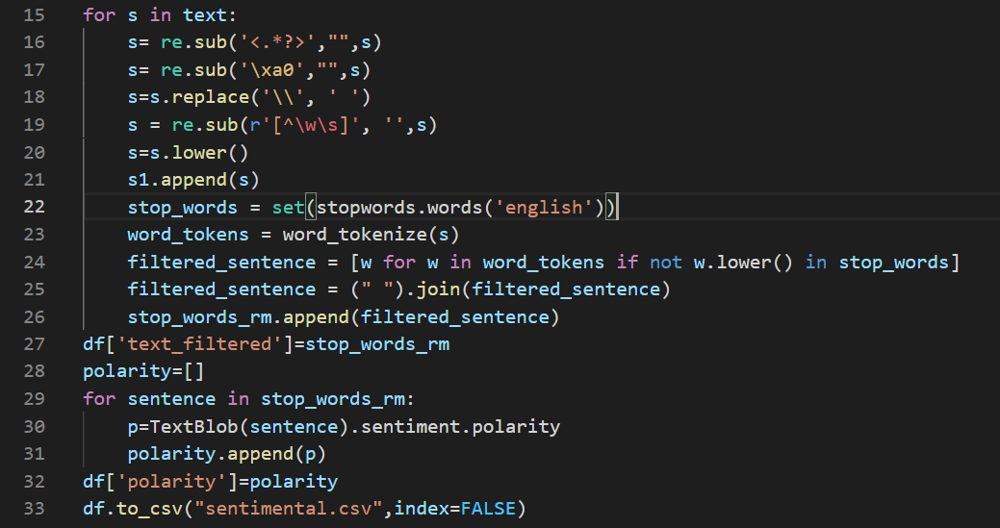 15 for s in text:
16     s= re.sub('<.*?>',"",s)
17     s= re.sub('\xa0',"",s)
18     s=s.replace('\\', ' ')
19     s = re.sub(r'[^\w\s]', '',s)
20     s=s.lower()
21     s1.append(s)
22     stop_words = set(stopwords.words('english'))
23     word_tokens = word_tokenize(s)
24     filtered_sentence = [w for w in word_tokens if not w.lower() in stop_words]
25     filtered_sentence = (" ").join(filtered_sentence)
26     stop_words_rm.append(filtered_sentence)
27 df['text_filtered']=stop_words_rm
28 polarity=[]
29 for sentence in stop_words_rm:
30     p=TextBlob(sentence).sentiment.polarity
31     polarity.append(p)
32 df['polarity']=polarity
33 df.to_csv("sentimental.csv",index=FALSE)